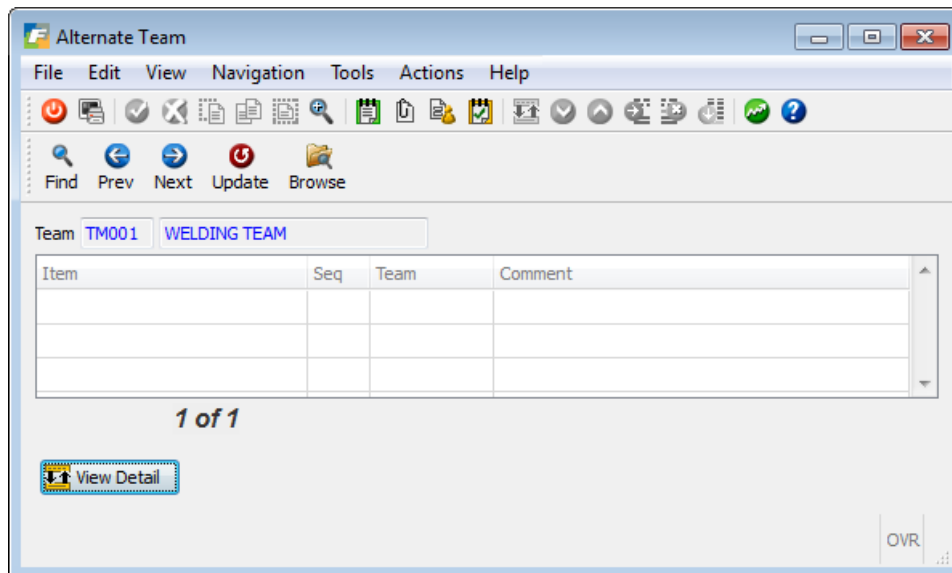 Alternate Team
File Edit View Navigation Tools Actions Help
Find Prev Next Update Browse
Team TM001 WELDING TEAM
Item Seq Team Comment
1 of 1
View Detail
OVR